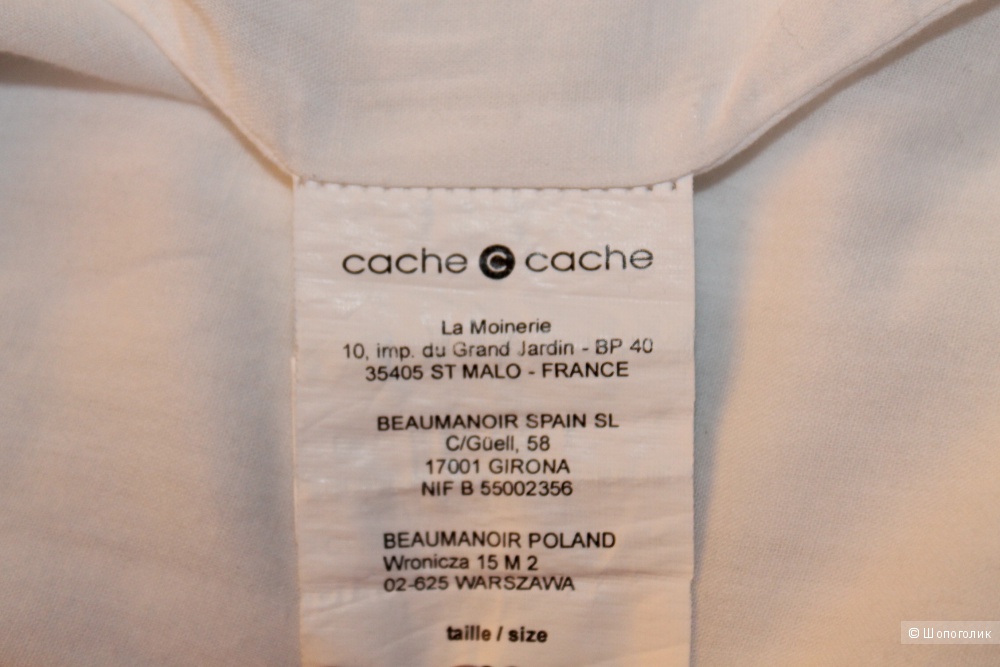 cache c cache
La Moinerie
10, imp. du Grand Jardin - BP 40
35405 ST MALO - FRANCE
BEAUMANOIR SPAIN SL
C/Güell, 58
17001 GIRONA
NIF B 55002356
BEAUMANOIR POLAND
Wronicza 15 M 2
02-625 WARSZAWA
taille / size
© Шопоголик